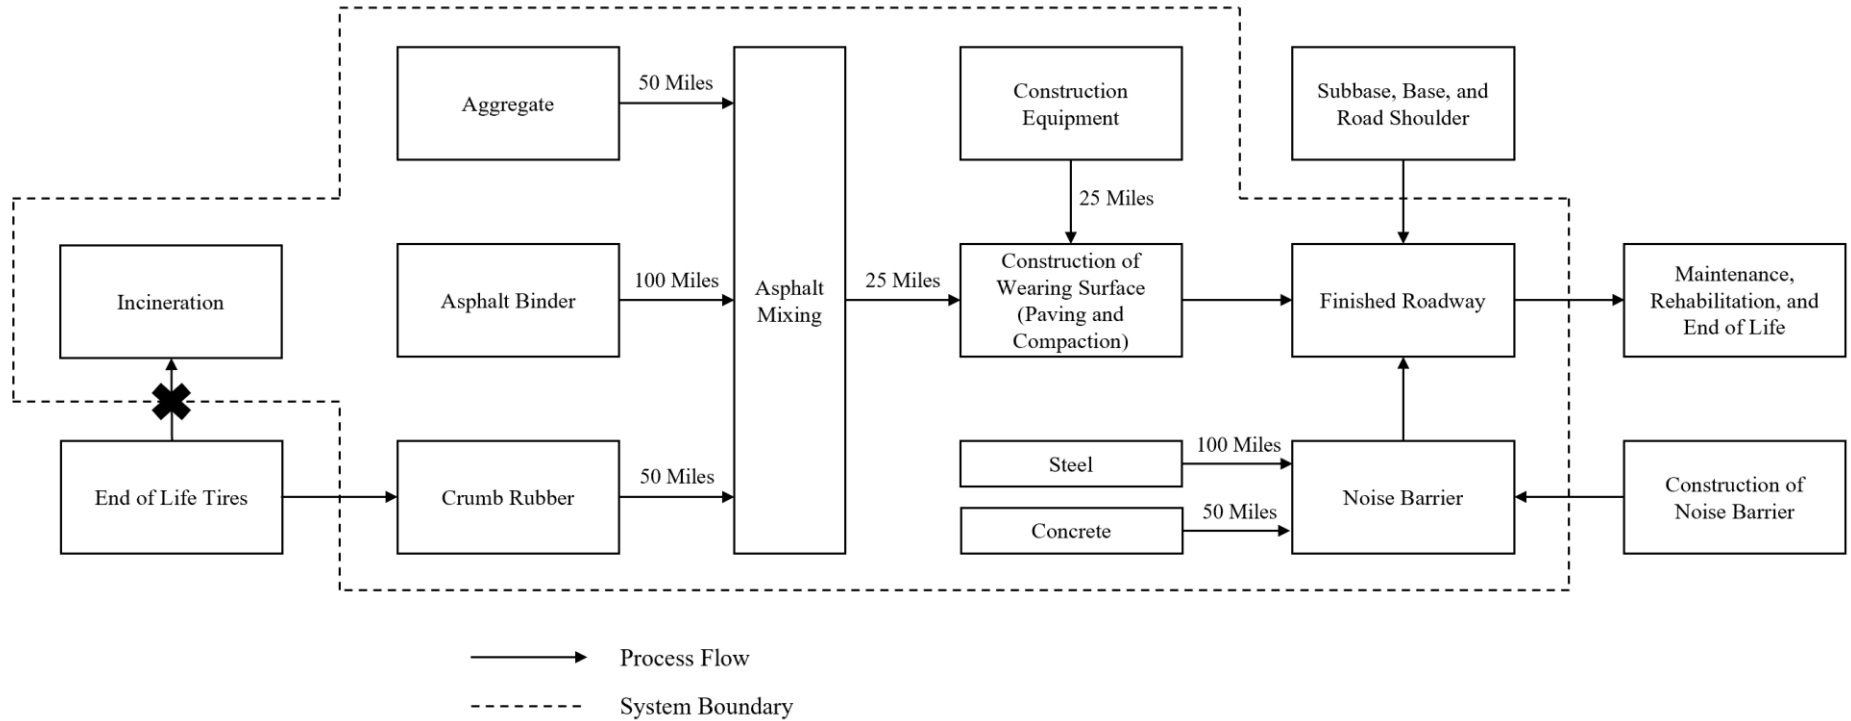 Aggregate
50 Miles
Construction
Equipment
Subbase, Base, and
Road Shoulder
25 Miles
Incineration
Asphalt Binder
100 Miles
Asphalt
Mixing
25 Miles
Construction of
Wearing Surface
(Paving and
Compaction)
Finished Roadway
Maintenance,
Rehabilitation, and
End of Life
End of Life Tires
Crumb Rubber
50 Miles
Steel
100 Miles
Concrete
50 Miles
Noise Barrier
Construction of
Noise Barrier
Process Flow
System Boundary